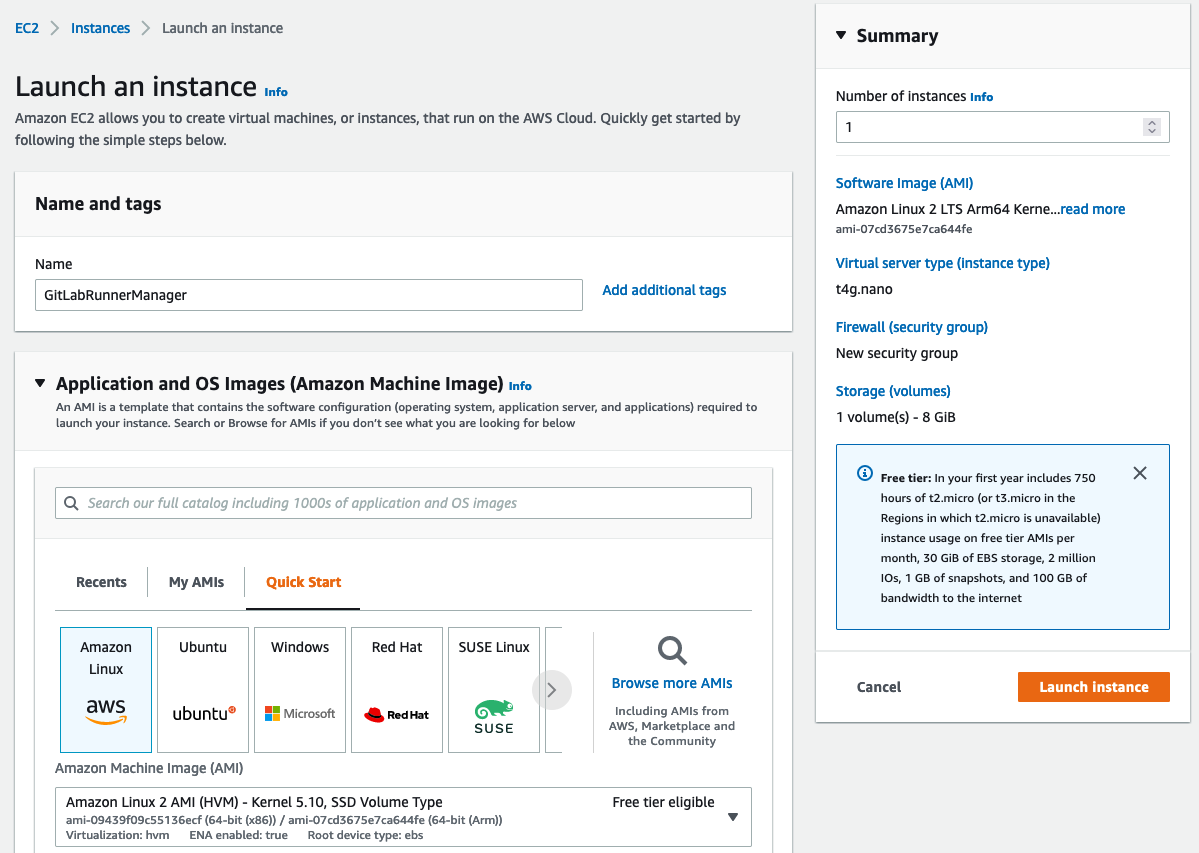 EC2 > Instances > Launch an instance
Launch an instance Info
Amazon EC2 allows you to create virtual machines, or instances, that run on the AWS Cloud. Quickly get started by
following the simple steps below.
Name and tags
Name
GitLabRunnerManager
Add additional tags
Application and OS Images (Amazon Machine Image) Info
An AMI is a template that contains the software configuration (operating system, application server, and applications) required to
launch your instance. Search or Browse for AMIs if you don’t see what you are looking for below
Search our full catalog including 1000s of application and OS images
Recents
My AMIs
Quick Start
Amazon
Linux
aws
Ubuntu
ubuntu
Windows
Microsoft
Red Hat
Red Hat
SUSE Linux
SUSE
Browse more AMIs
Including AMIs from
AWS, Marketplace and
the Community
Amazon Machine Image (AMI)
Amazon Linux 2 AMI (HVM) - Kernel 5.10, SSD Volume Type
Free tier eligible
ami-09439f09c55136ecf (64-bit (x86)) / ami-07cd3675e7ca644fe (64-bit (Arm))
Virtualization: hvm ENA enabled: true Root device type: ebs
Summary
Number of instances Info
1
Software Image (AMI)
Amazon Linux 2 LTS Arm64 Kerne...read more
ami-07cd3675e7ca644fe
Virtual server type (instance type)
t4g.nano
Firewall (security group)
New security group
Storage (volumes)
1 volume(s) - 8 GiB
Free tier: In your first year includes 750
hours of t2.micro (or t3.micro in the
Regions in which t2.micro is unavailable)
instance usage on free tier AMIs per
month, 30 GiB of EBS storage, 2 million
IOs, 1 GB of snapshots, and 100 GB of
bandwidth to the internet
Cancel
Launch instance